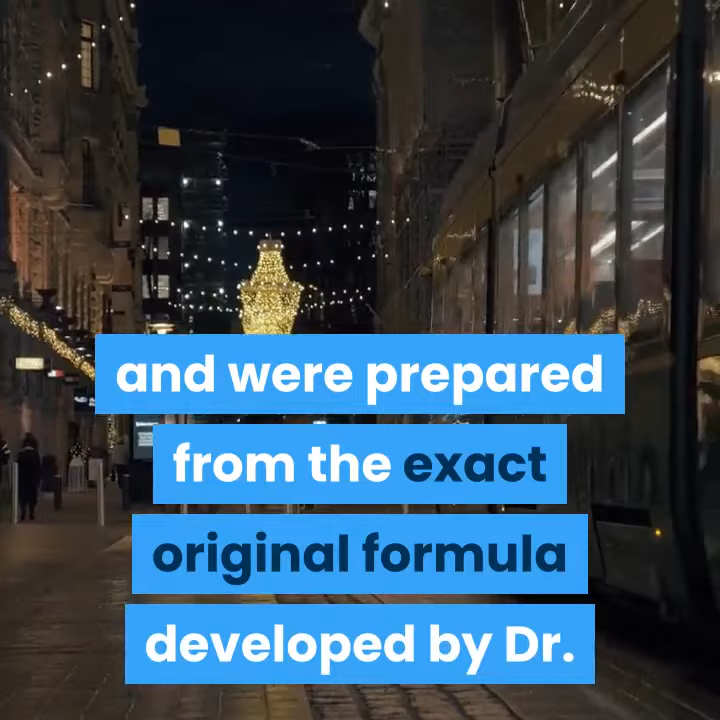 and were prepared
from the exact
original formula
developed by Dr.